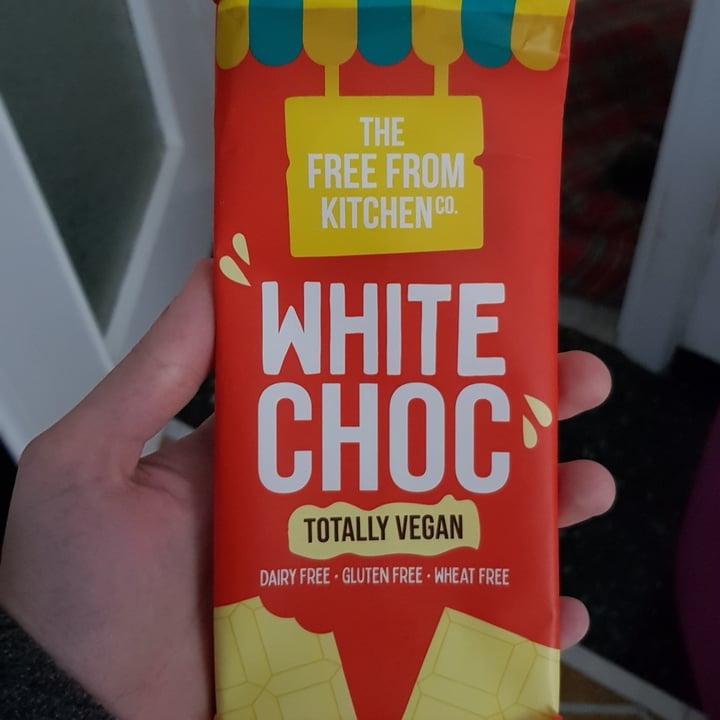 THE
FREE FROM
KITCHEN CO.
WHITE
CHOC
TOTALLY VEGAN
DAIRY FREE · GLUTEN FREE · WHEAT FREE